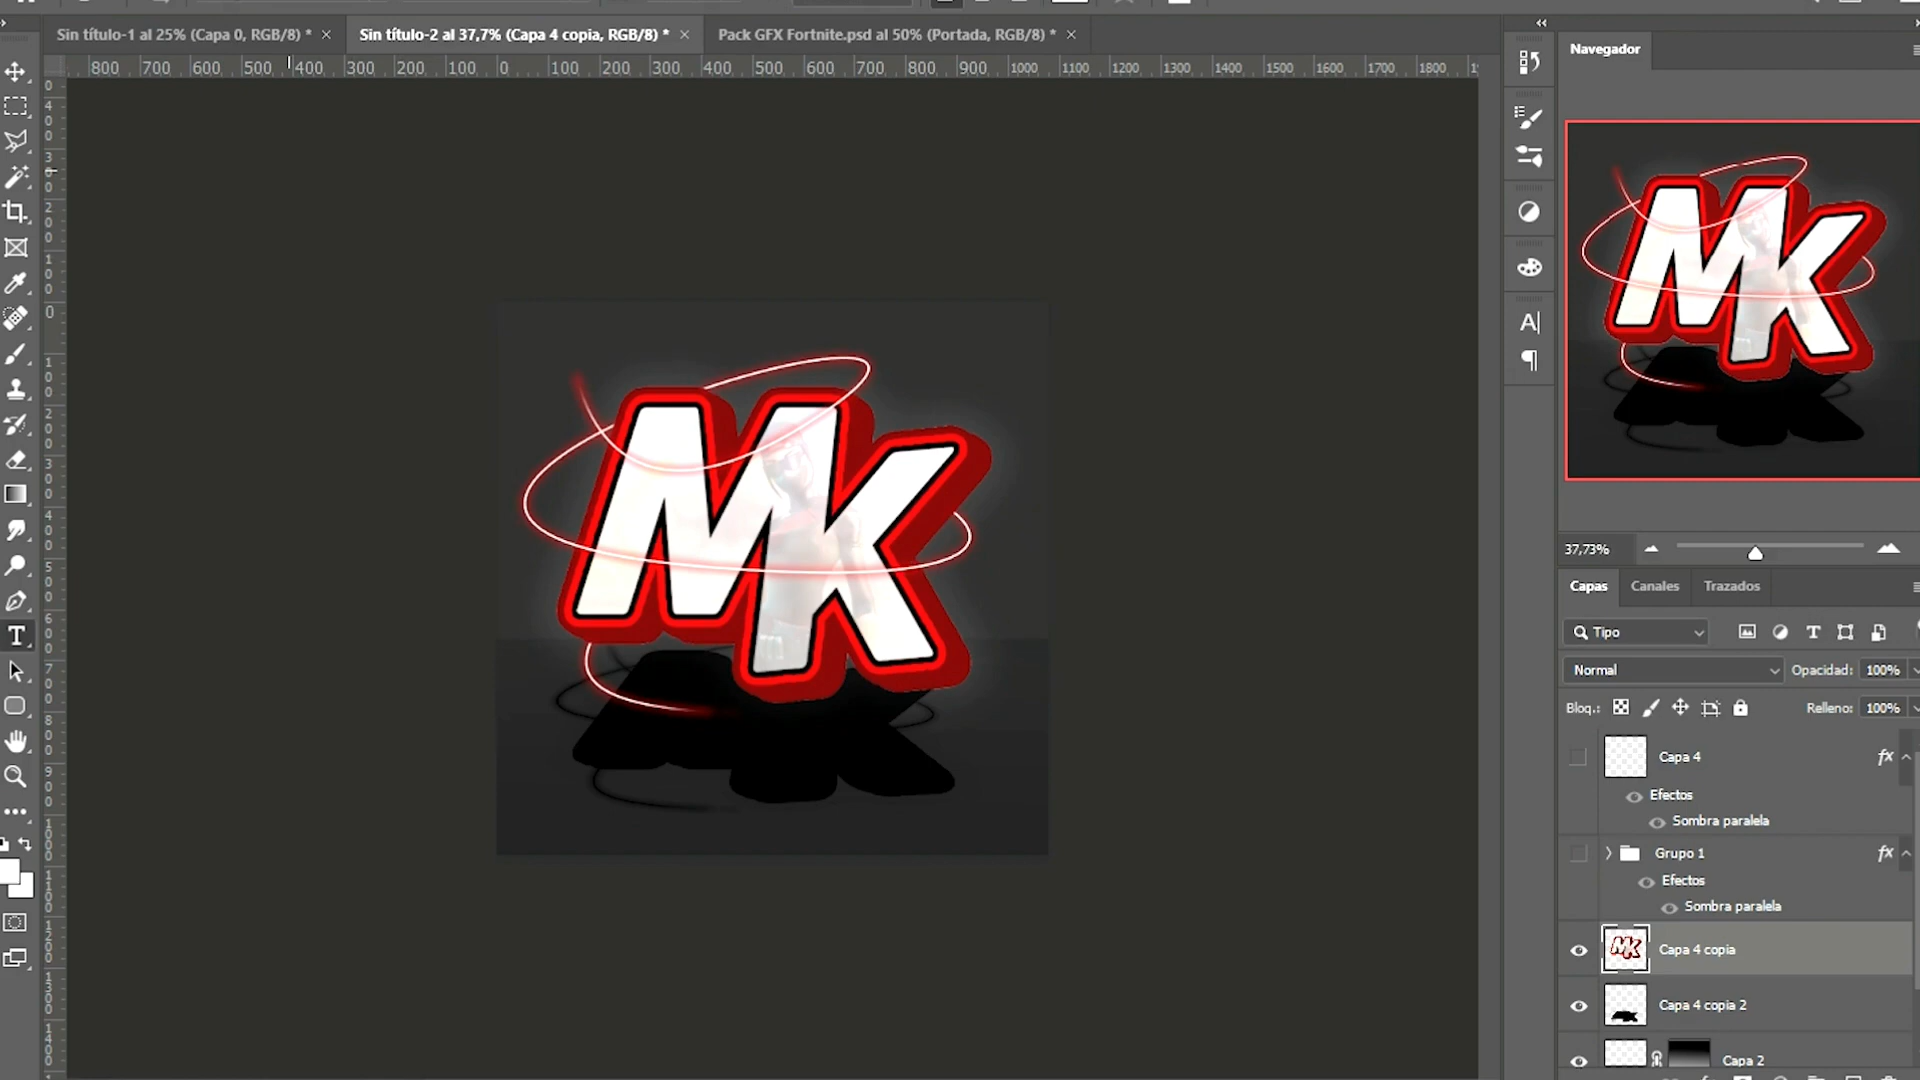 Sin título-1 al 25% (Capa 0, RGB/8) *
Sin título-2 al 37,7% (Capa 4 copia, RGB/8) *
Pack GFX Fortnite.psd al 50% (Portada, RGB/8) *
800 700 600 500 400 300 200 100 0 100 200 300 400 500 600 700 800 900 1000 1100 1200 1300 1400 1500 1600 1700 1800
Navegador
MK
MK
37,73%
Capas Canales Trazados
Tipo
Normal Opacidad: 100%
Bloq.: Relleno: 100%
Capa 4 fx
Efectos
Sombra paralela
Grupo 1 fx
Efectos
Sombra paralela
MK Capa 4 copia
Capa 4 copia 2
Capa 2